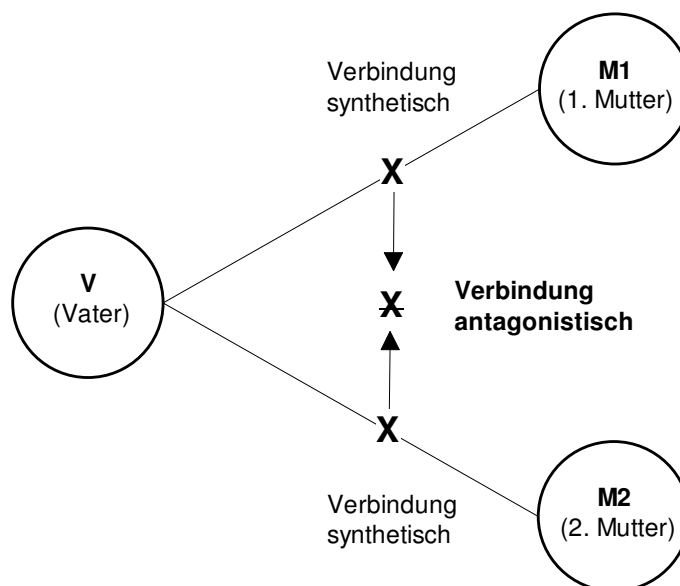 Verbindung
synthetisch
M1
(1. Mutter)
X
V
(Vater)
X
Verbindung
antagonistisch
X
Verbindung
synthetisch
M2
(2. Mutter)